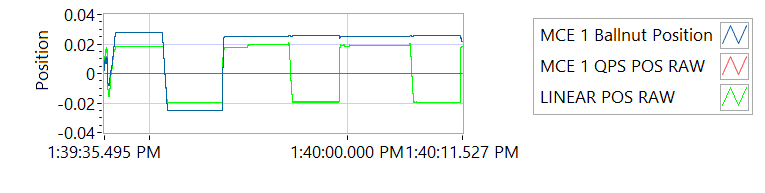 0.04
0.02
0
-0.02
-0.04
Position
1:39:35.495 PM
1:40:00.000 PM
1:40:11.527 PM
MCE 1 Ballnut Position
MCE 1 QPS POS RAW
LINEAR POS RAW